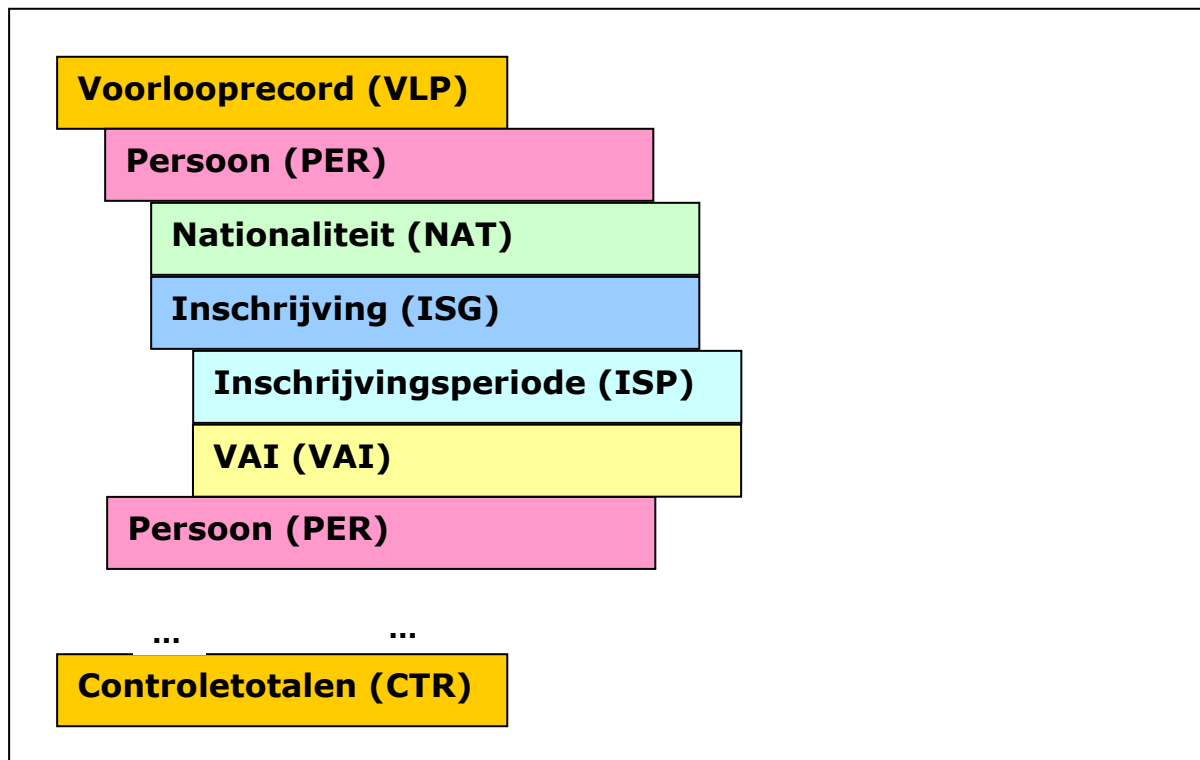 Voorlooprecord (VLP)
Persoon (PER)
Nationaliteit (NAT)
Inschrijving (ISG)
Inschrijvingsperiode (ISP)
VAI (VAI)
Persoon (PER)
... ...
Controletotalen (CTR)